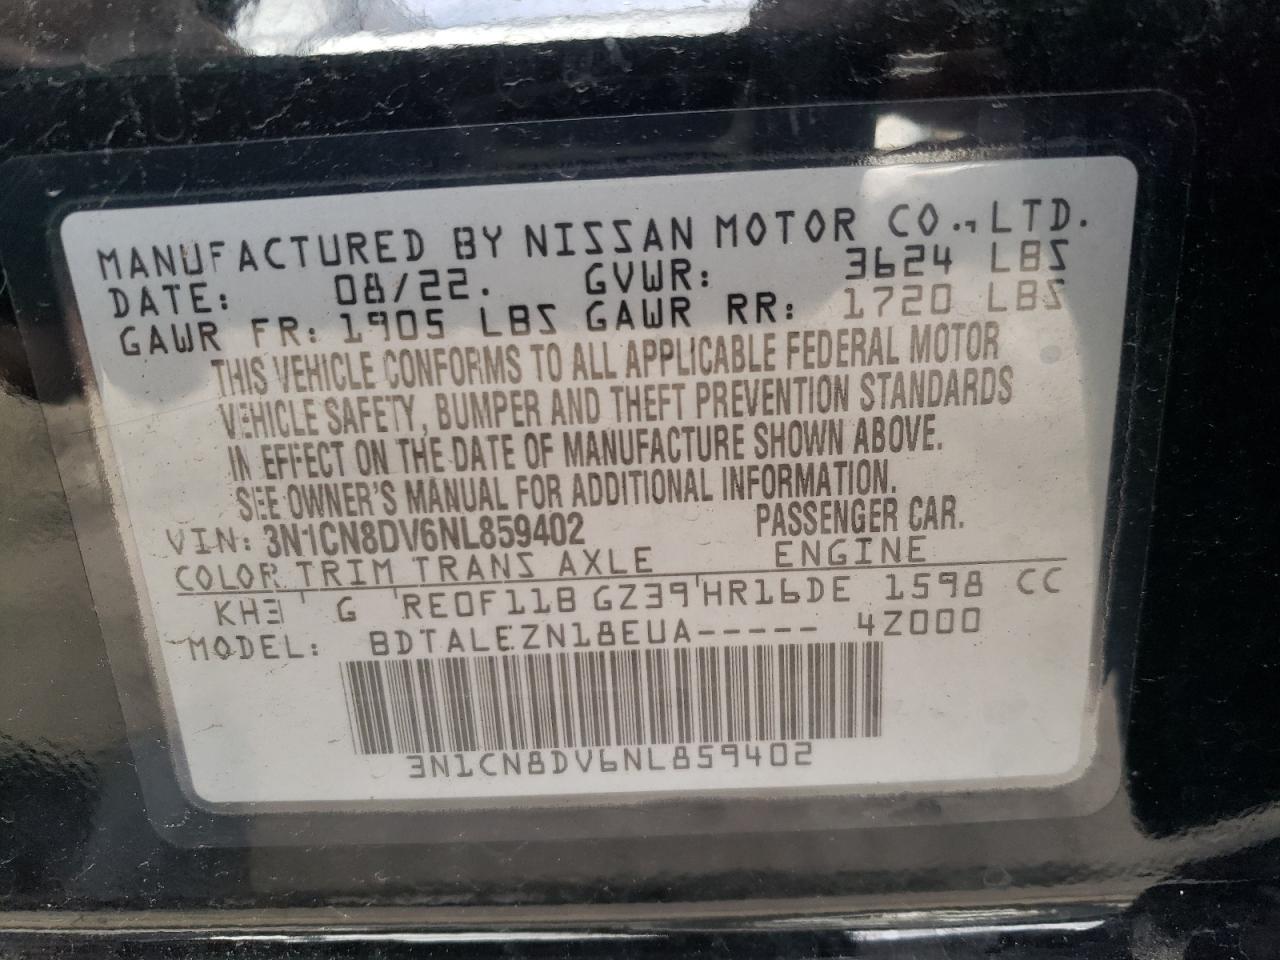 MANUFACTURED BY NISSAN MOTOR CO., LTD.
DATE: 08/22. GVWR: 3624 LBS
GAWR FR: 1905 LBS GAWR RR: 1720 LBS
THIS VEHICLE CONFORMS TO ALL APPLICABLE FEDERAL MOTOR
VEHICLE SAFETY, BUMPER AND THEFT PREVENTION STANDARDS
IN EFFECT ON THE DATE OF MANUFACTURE SHOWN ABOVE.
SEE OWNER'S MANUAL FOR ADDITIONAL INFORMATION.
VIN: 3N1CN8DV6NL859402 PASSENGER CAR.
COLOR TRIM TRANS AXLE ENGINE
KH3 ' G ' RE0F11B GZ39 ' HR16DE 1598 CC
MODEL: BDTALEZN18EUA----- 4Z000
3N1CN8DV6NL859402